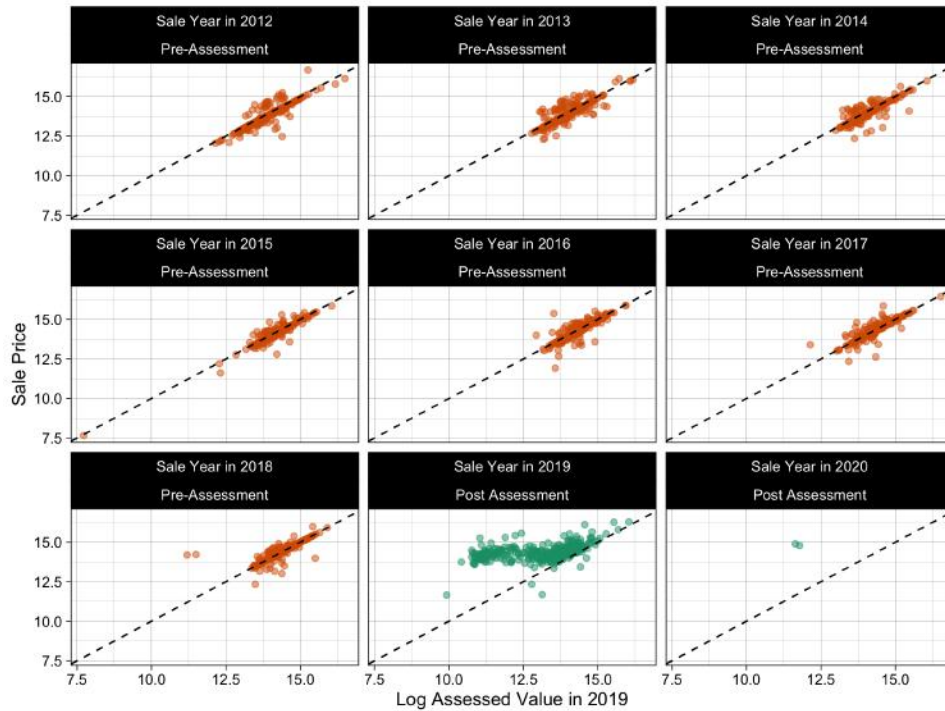 Sale Year in 2012
Pre-Assessment
Sale Year in 2013
Pre-Assessment
Sale Year in 2014
Pre-Assessment
15.0
12.5
10.0
7.5
Sale Year in 2015
Pre-Assessment
Sale Year in 2016
Pre-Assessment
Sale Year in 2017
Pre-Assessment
Sale Price
15.0
12.5
10.0
7.5
Sale Year in 2018
Pre-Assessment
Sale Year in 2019
Post Assessment
Sale Year in 2020
Post Assessment
15.0
12.5
10.0
7.5
7.5 10.0 12.5 15.0 7.5 10.0 12.5 15.0 7.5 10.0 12.5 15.0
Log Assessed Value in 2019